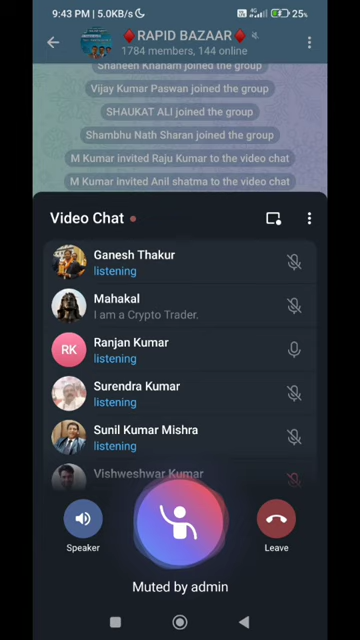 9:43 PM | 5.0KB/s
4G
25%
RAPID BAZAAR
1784 members, 144 online
Shaheen Khanam joined the group
Vijay Kumar Paswan joined the group
SHAUKAT ALI joined the group
Shambhu Nath Sharan joined the group
M Kumar invited Raju Kumar to the video chat
M Kumar invited Anil shatma to the video chat
Video Chat
Ganesh Thakur
listening
Mahakal
I am a Crypto Trader.
RK
Ranjan Kumar
listening
Surendra Kumar
listening
Sunil Kumar Mishra
listening
Vishweshwar Kumar
Speaker
Leave
Muted by admin